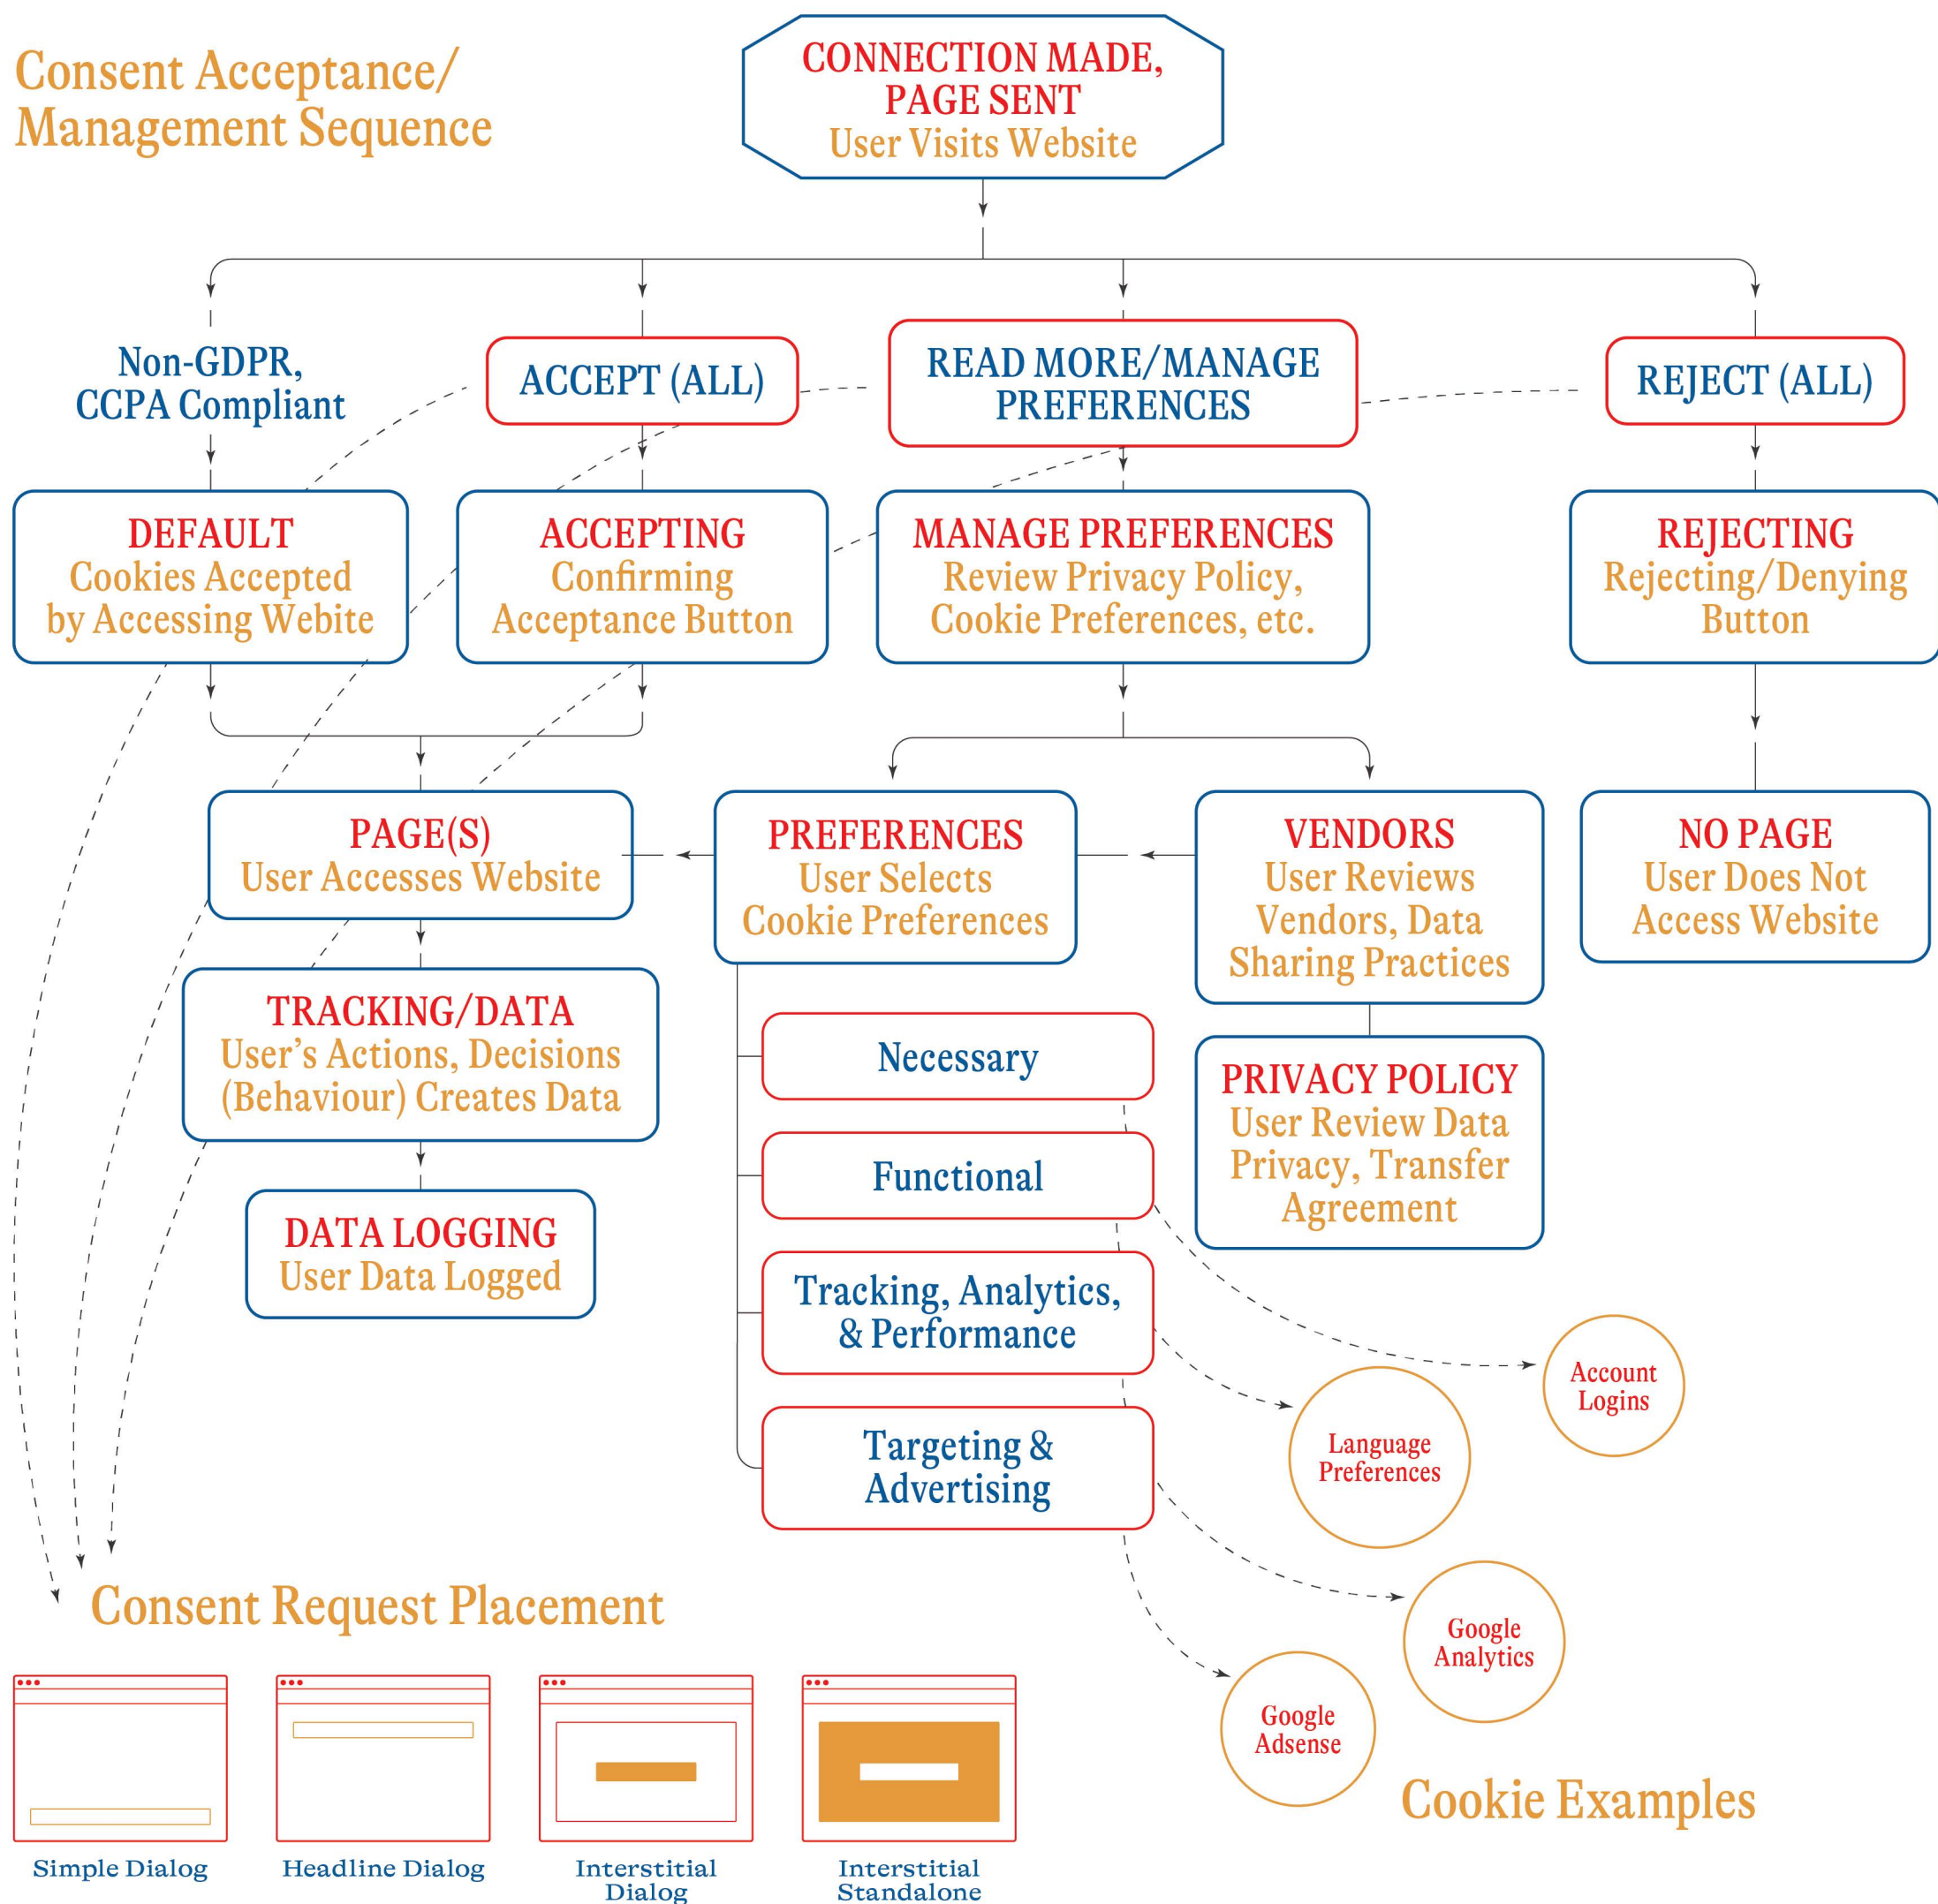 Consent Acceptance/
Management Sequence
CONNECTION MADE,
PAGE SENT
User Visits Website
Non-GDPR,
CCPA Compliant
ACCEPT (ALL)
READ MORE/MANAGE
PREFERENCES
REJECT (ALL)
DEFAULT
Cookies Accepted
by Accessing Webite
ACCEPTING
Confirming
Acceptance Button
MANAGE PREFERENCES
Review Privacy Policy,
Cookie Preferences, etc.
REJECTING
Rejecting/Denying
Button
PAGE(S)
User Accesses Website
PREFERENCES
User Selects
Cookie Preferences
VENDORS
User Reviews
Vendors, Data
Sharing Practices
NO PAGE
User Does Not
Access Website
TRACKING/DATA
User’s Actions, Decisions
(Behaviour) Creates Data
Necessary
PRIVACY POLICY
User Review Data
Privacy, Transfer
Agreement
Functional
DATA LOGGING
User Data Logged
Tracking, Analytics,
& Performance
Targeting &
Advertising
Account
Logins
Language
Preferences
Google
Analytics
Google
Adsense
Cookie Examples
Consent Request Placement
Simple Dialog
Headline Dialog
Interstitial
Dialog
Interstitial
Standalone